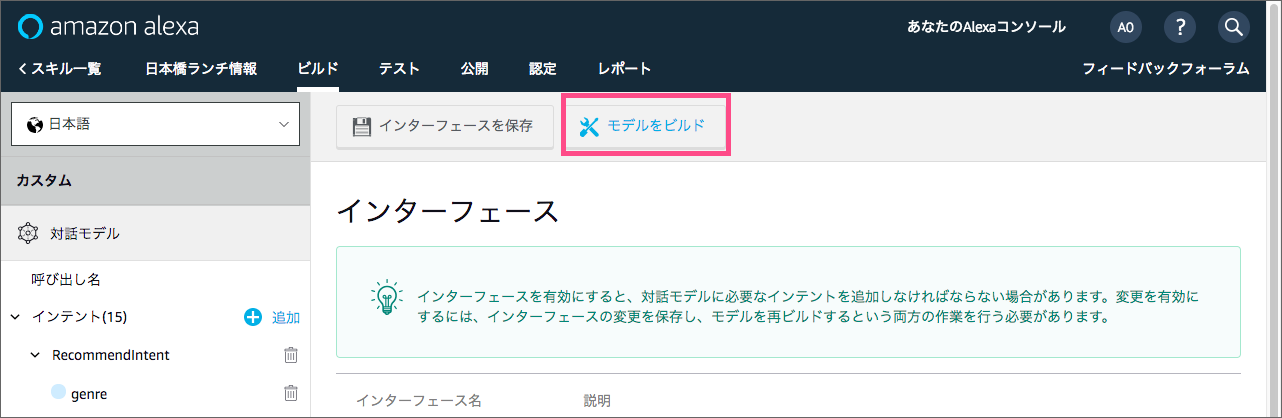 amazon alexa
あなたのAlexaコンソール
AO
?
スキル一覧
日本橋ランチ情報
ビルド
テスト
公開
認定
レポート
フィードバックフォーラム
日本語
インターフェースを保存
モデルをビルド
カスタム
インターフェース
対話モデル
インターフェースを有効にすると、対話モデルに必要なインテントを追加しなければならない場合があります。変更を有効に
するには、インターフェースの変更を保存し、モデルを再ビルドするという両方の作業を行う必要があります。
呼び出し名
インテント(15)
追加
RecommendIntent
genre
インターフェース名
説明